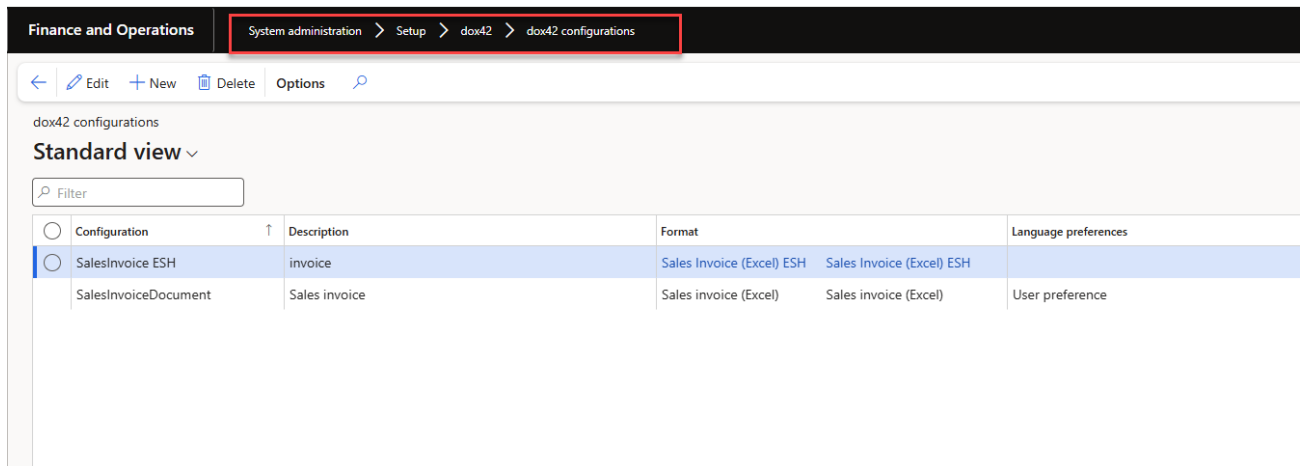 Finance and Operations System administration > Setup > dox42 > dox42 configurations
Edit New Delete Options
dox42 configurations
Standard view
Filter
Configuration ↑ Description Format Language preferences
SalesInvoice ESH invoice Sales Invoice (Excel) ESH Sales Invoice (Excel) ESH
SalesInvoiceDocument Sales invoice Sales invoice (Excel) Sales invoice (Excel) User preference